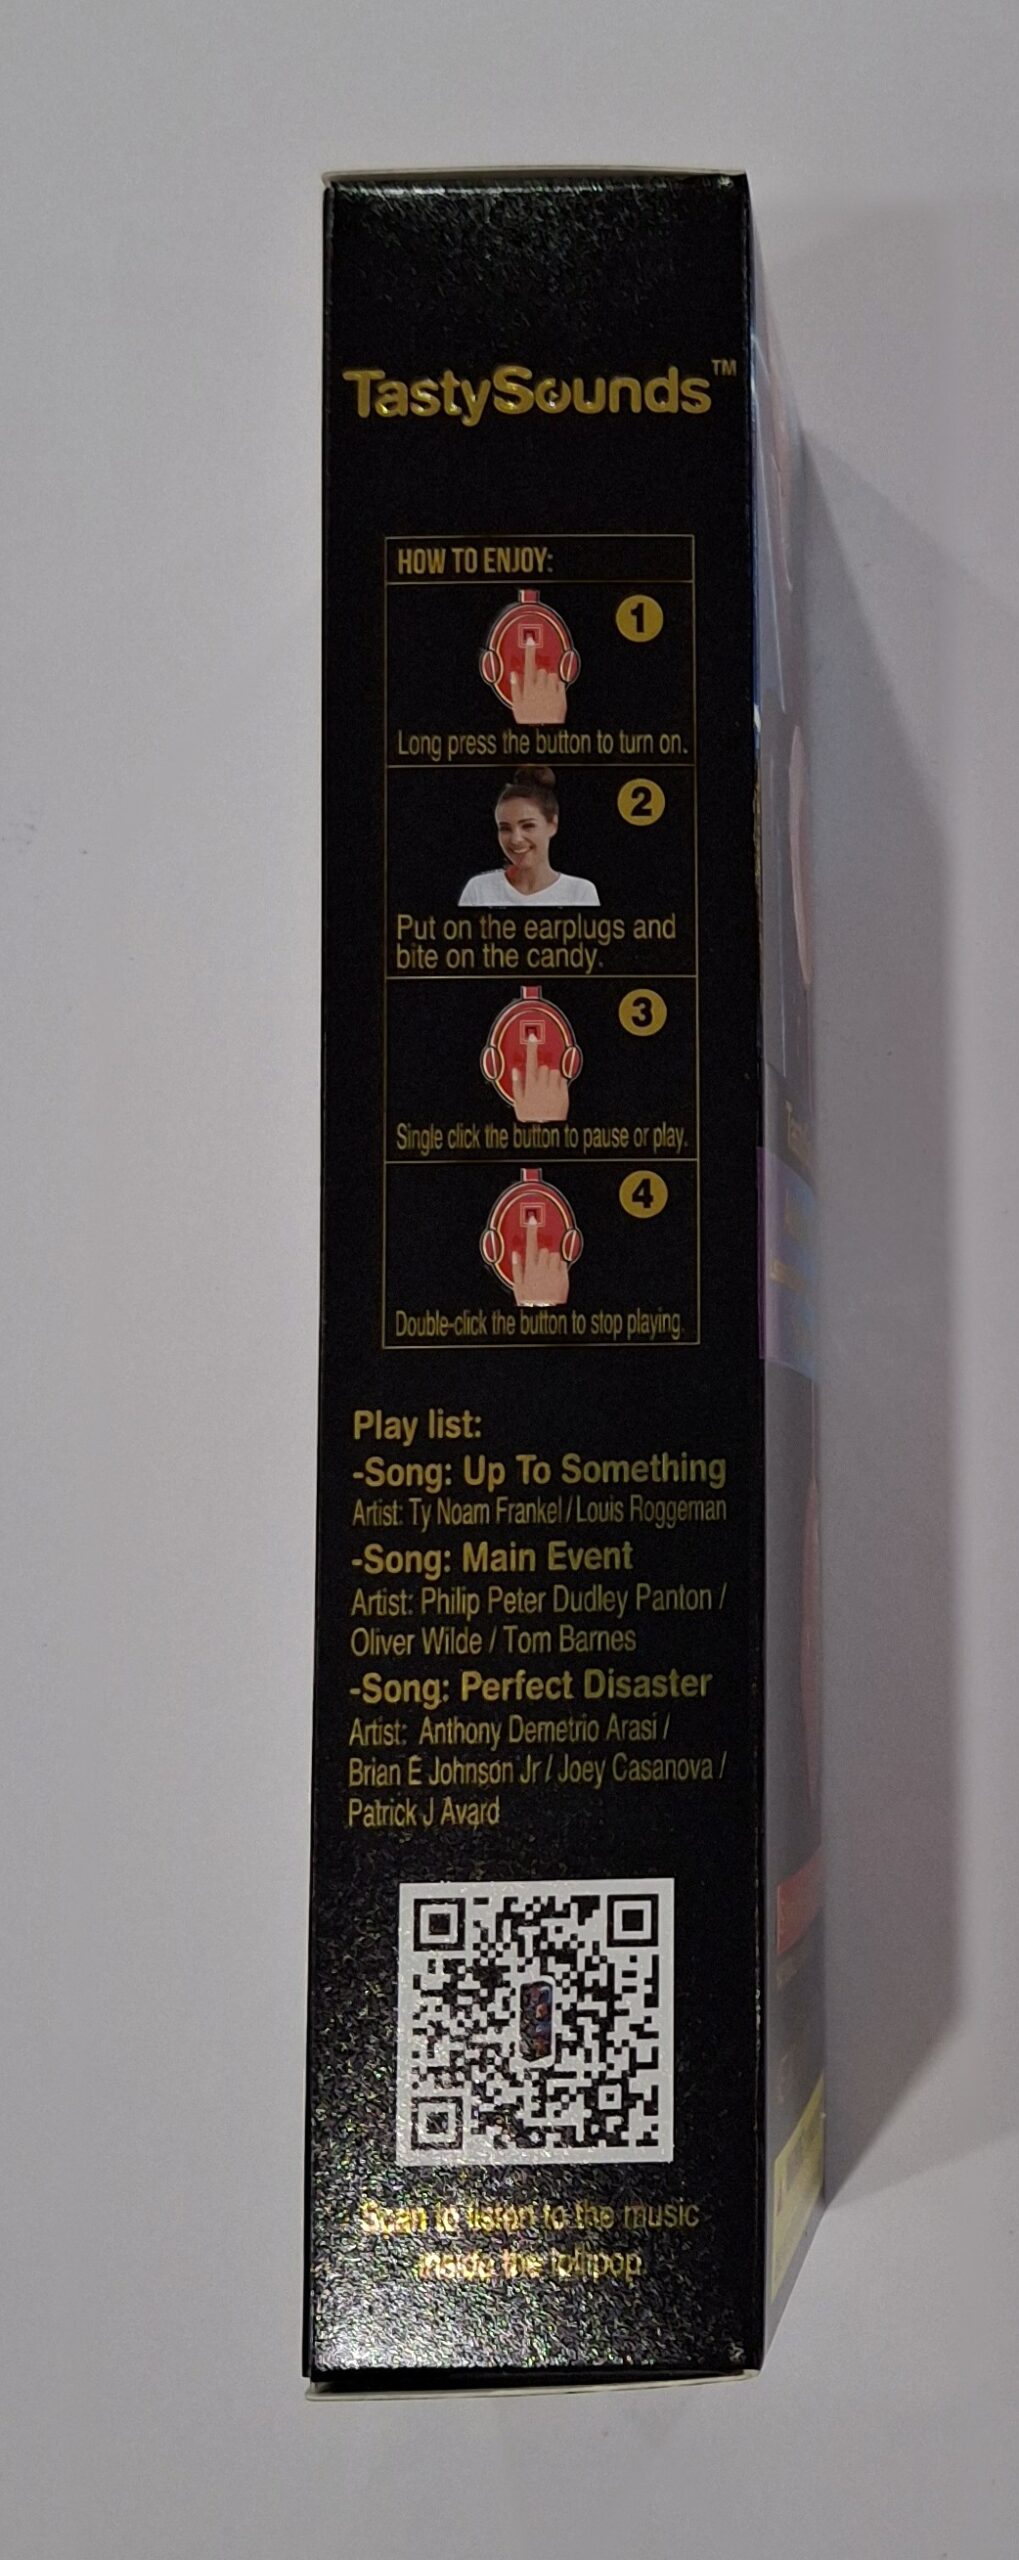 TastySounds™
HOW TO ENJOY:
1
Long press the button to turn on.
2
Put on the earplugs and
bite on the candy.
3
Single click the button to pause or play.
4
Double-click the button to stop playing.
Play list:
-Song: Up To Something
Artist: Ty Noam Frankel / Louis Roggeman
-Song: Main Event
Artist: Philip Peter Dudley Panton /
Oliver Wilde / Tom Barnes
-Song: Perfect Disaster
Artist: Anthony Demetrio Arasi /
Brian E Johnson Jr / Joey Casanova /
Patrick J Avard
Scan to listen to the music
inside the lollipop